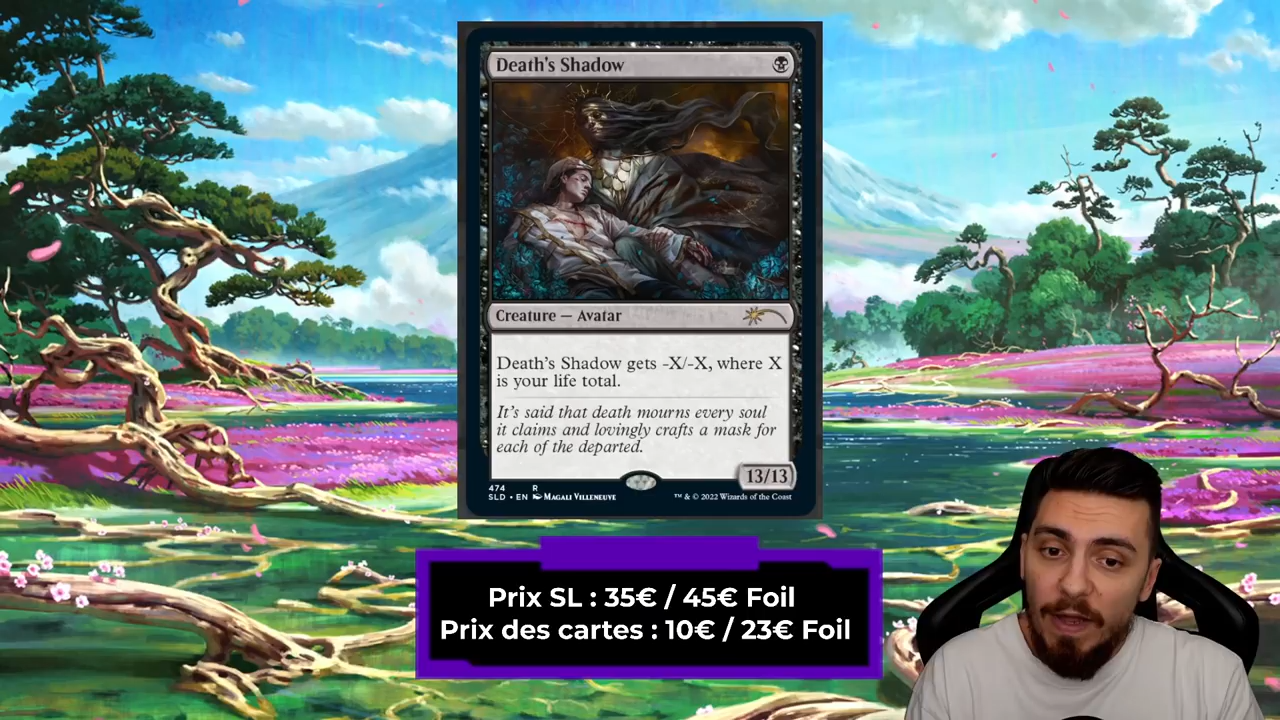 Death's Shadow
Creature — Avatar
Death's Shadow gets -X/-X, where X
is your life total.
It's said that death mourns every soul
it claims and lovingly crafts a mask for
each of the departed.
13/13
474 R
SLD • EN Magali Villeneuve
™ & © 2022 Wizards of the Coast
Prix SL : 35€ / 45€ Foil
Prix des cartes : 10€ / 23€ Foil